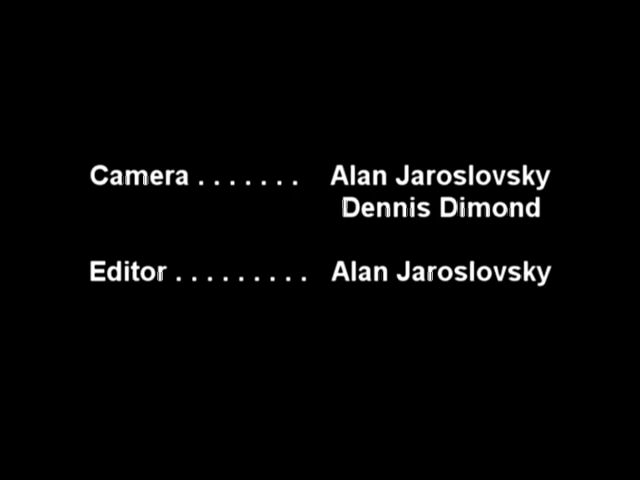 Camera . . . . . . . Alan Jaroslovsky
Dennis Dimond
Editor . . . . . . . . . Alan Jaroslovsky